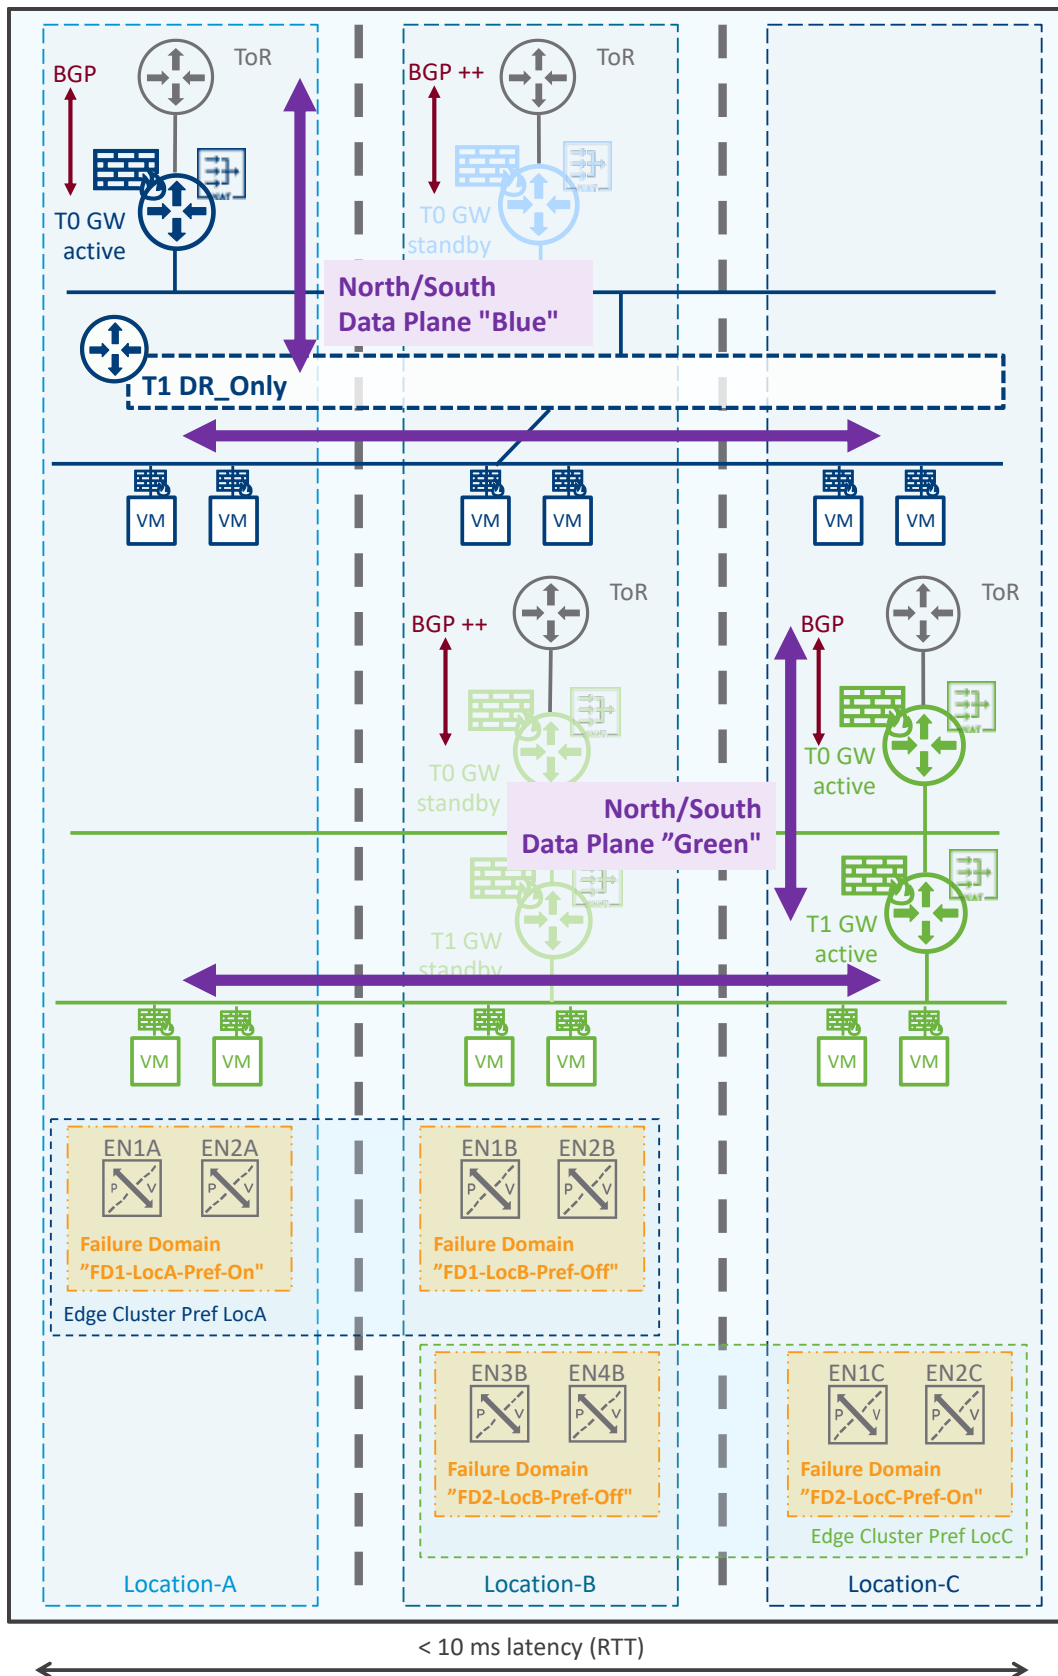 ToR
BGP
T0 GW
active
NAT
ToR
BGP ++
T0 GW
standby
NAT
North/South
Data Plane "Blue"
T1 DR_Only
VM
VM
VM
VM
VM
VM
ToR
BGP ++
T0 GW
standby
ToR
BGP
T0 GW
active
NAT
North/South
Data Plane ”Green"
T1 GW
standby
T1 GW
active
NAT
VM
VM
VM
VM
VM
VM
EN1A
EN2A
P V
P V
Failure Domain
”FD1-LocA-Pref-On"
EN1B
EN2B
P V
P V
Failure Domain
”FD1-LocB-Pref-Off"
Edge Cluster Pref LocA
EN3B
EN4B
P V
P V
Failure Domain
”FD2-LocB-Pref-Off"
EN1C
EN2C
P V
P V
Failure Domain
”FD2-LocC-Pref-On"
Edge Cluster Pref LocC
Location-A
Location-B
Location-C
< 10 ms latency (RTT)